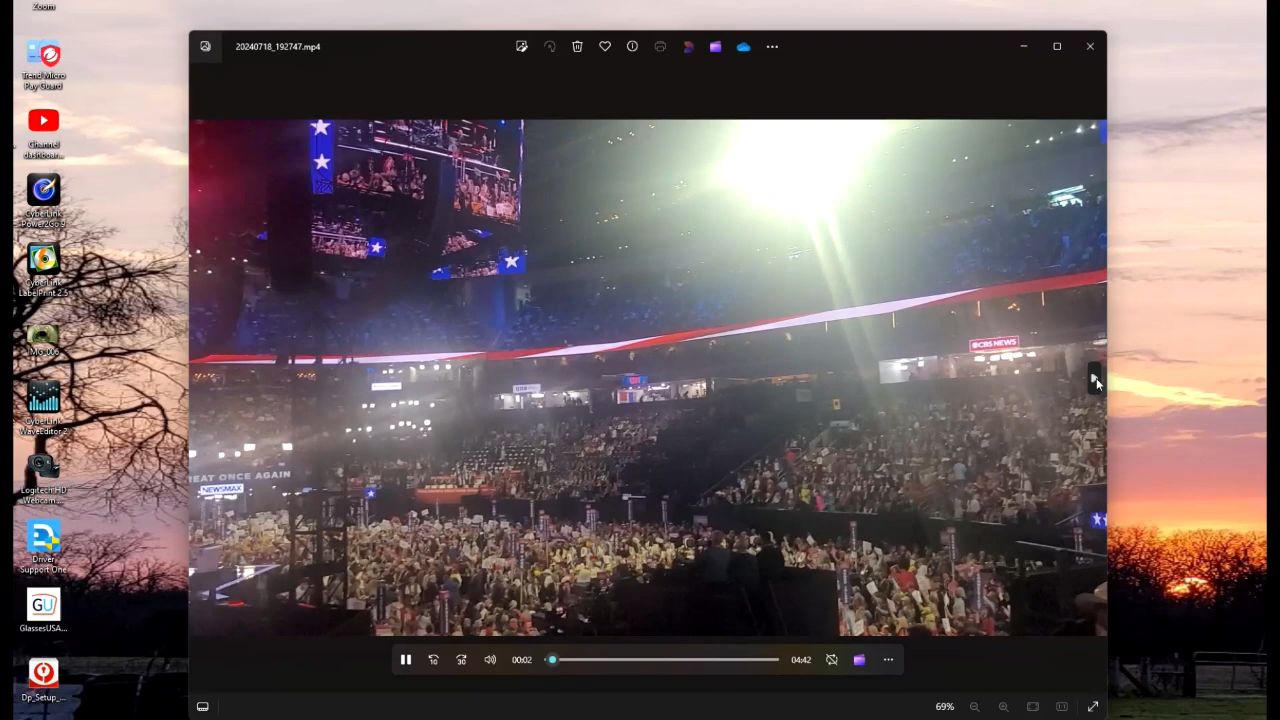 Zoom
20240718_192747.mp4
Trend Micro
Pay Guard
Channel
dashboar...
CyberLink
Power2Go 9
CyberLink
LabelPrint 2.5
CBS NEWS
CyberLink
WaveEditor 2
EAT ONCE AGAIN
NEWSMAX
Logitech HD
Webcam...
Driver
Support One
GlassesUSA...
00:02
10
30
04:42
Dp_Setup_...
69%